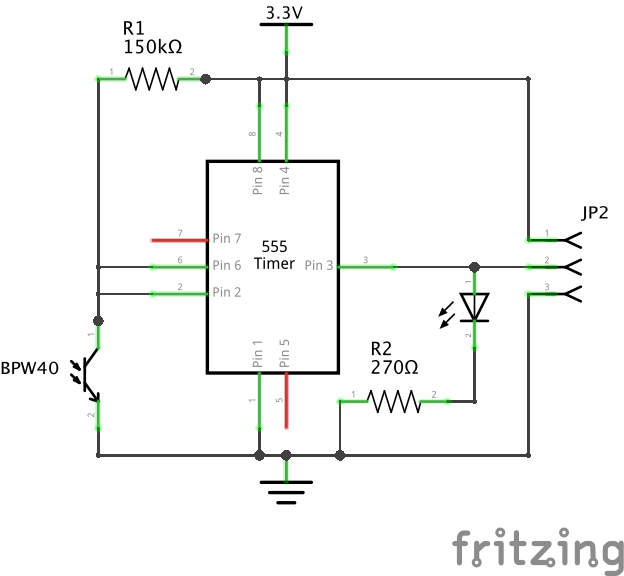 3.3V
R1
150kΩ
1
2
8
4
Pin 8
Pin 4
JP2
7
Pin 7
1
555
Timer
6
Pin 6
Pin 3
3
2
2
Pin 2
3
1
1
2
BPW40
Pin 1
Pin 5
R2
270Ω
1
2
2
1
5
fritzing